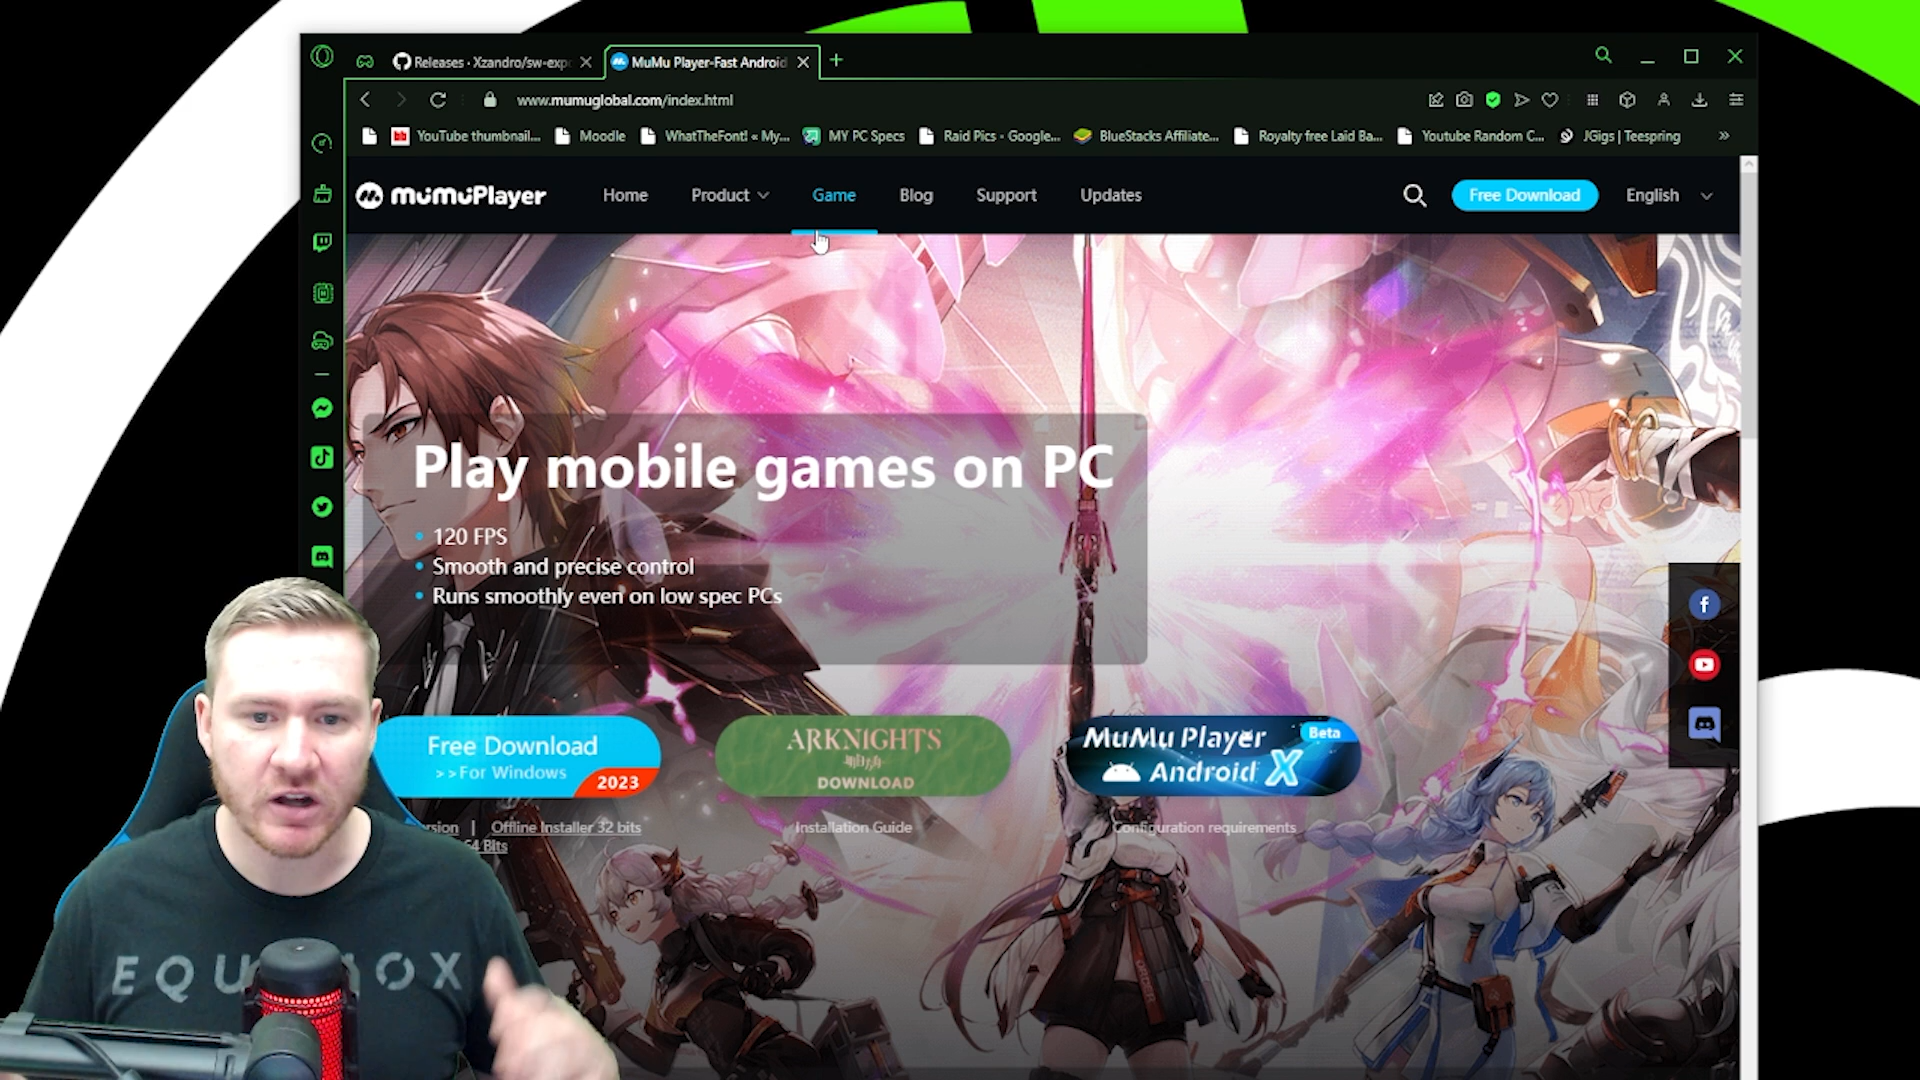 Releases · Xzandro/sw-exp
MuMu Player-Fast Android
www.mumuglobal.com/index.html
YouTube thumbnail... Moodle WhatTheFont! « My... MY PC Specs Raid Pics - Google... BlueStacks Affiliate... Royalty free Laid Ba... Youtube Random C... JGigs | Teespring »
MuMuPlayer Home Product Game Blog Support Updates Free Download English
Play mobile games on PC
120 FPS
Smooth and precise control
Runs smoothly even on low spec PCs
Free Download
>>For Windows
2023
ARKNIGHTS
DOWNLOAD
MuMu Player Beta
Android X
rsion | Offline Installer 32 bits
64 Bits
Installation Guide
Configuration requirements
EQU NOX